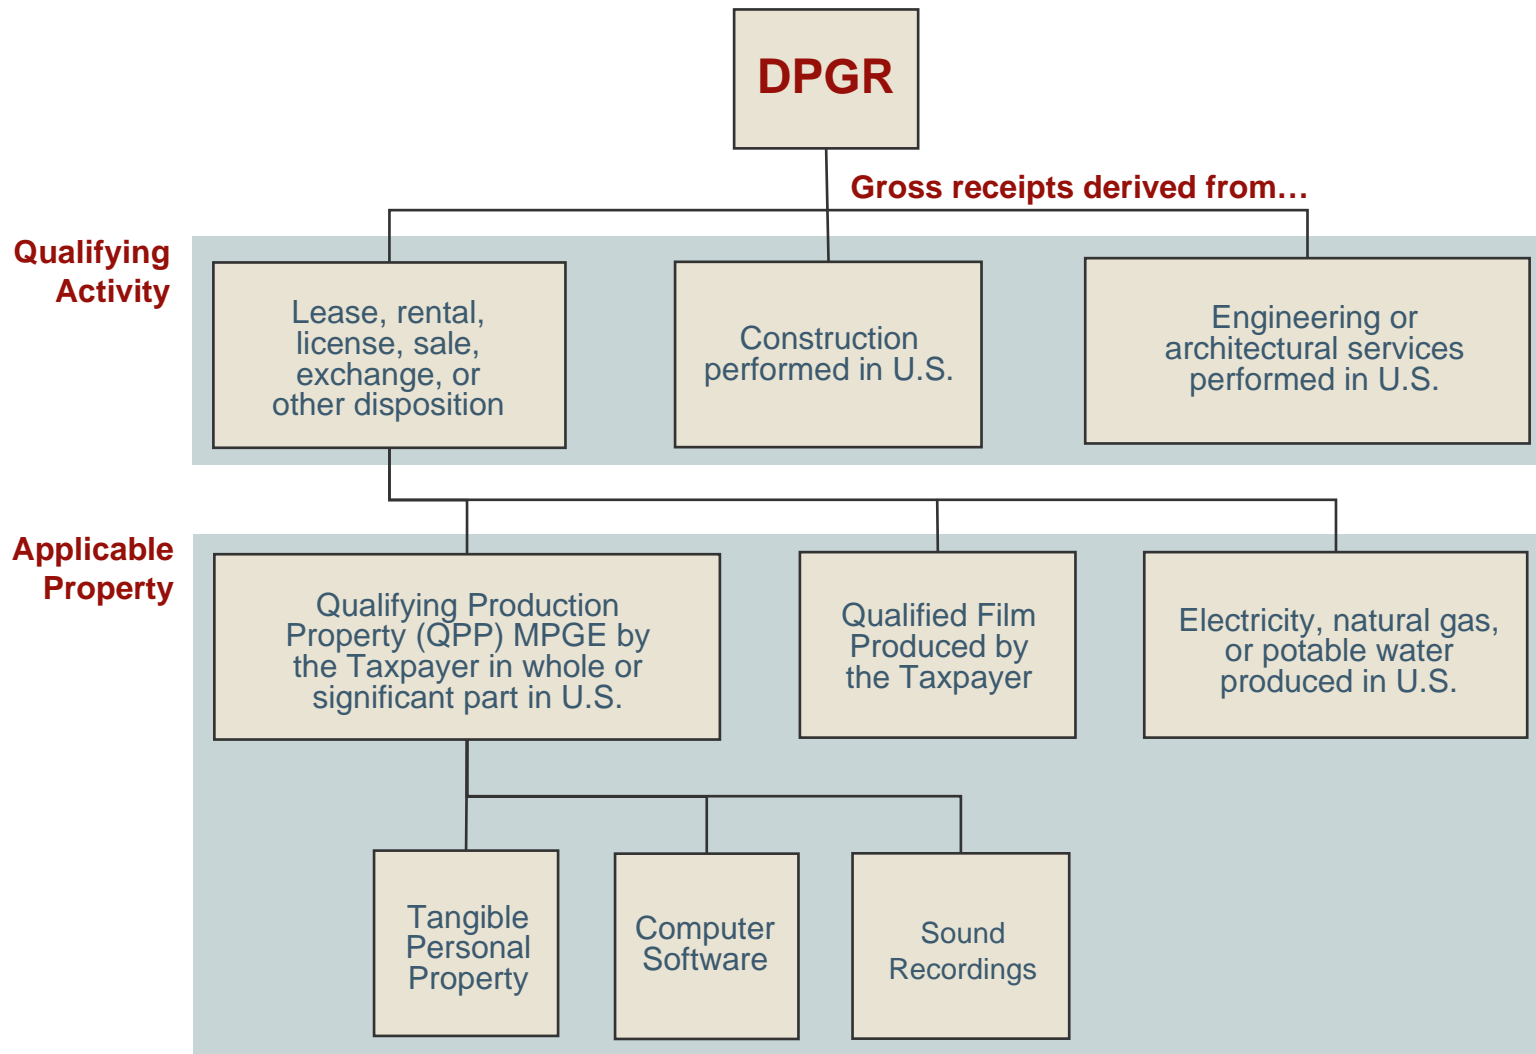 DPGR
Gross receipts derived from…
Qualifying
Activity
Lease, rental,
license, sale,
exchange, or
other disposition
Construction
performed in U.S.
Engineering or
architectural services
performed in U.S.
Applicable
Property
Qualifying Production
Property (QPP) MPGE by
the Taxpayer in whole or
significant part in U.S.
Qualified Film
Produced by
the Taxpayer
Electricity, natural gas,
or potable water
produced in U.S.
Tangible
Personal
Property
Computer
Software
Sound
Recordings